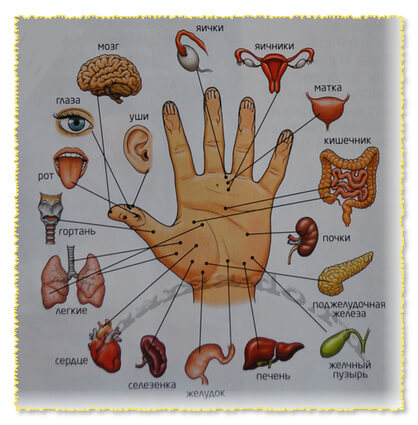 яички
мозг
яичники
матка
глаза
уши
кишечник
рот
гортань
почки
легкие
поджелудочная
железа
сердце
селезенка
желудок
печень
желчный
пузырь